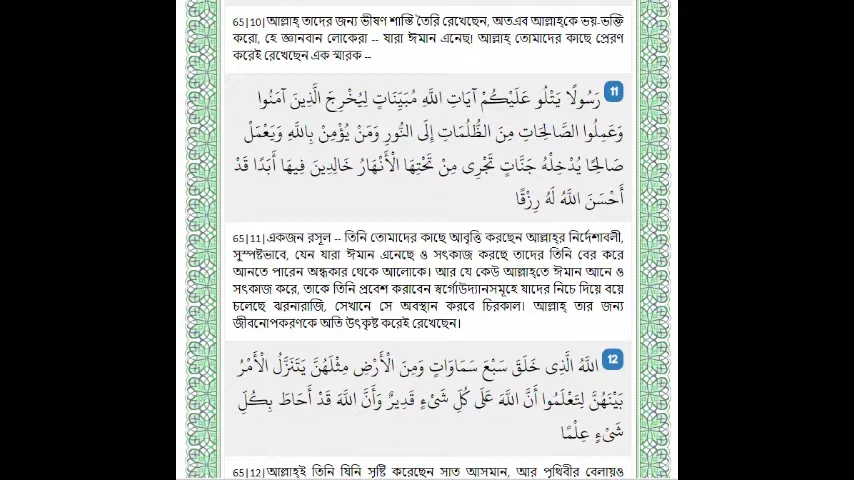 65|10| আল্লাহ্ তাদের জন্য ভীষণ শাস্তি তৈরি রেখেছেন, অতএব আল্লাহ্‌কে ভয়-ভক্তি
করো, হে জ্ঞানবান লোকেরা -- যারা ঈমান এনেছ! আল্লাহ্ তোমাদের কাছে প্রেরণ
করেই রেখেছেন এক স্মারক --
11 رَسُولًا يَتْلُو عَلَيْكُمْ آيَاتِ اللَّهِ مُبَيِّنَاتٍ لِيُخْرِجَ الَّذِينَ آمَنُوا
وَعَمِلُوا الصَّالِحَاتِ مِنَ الظُّلُمَاتِ إِلَى النُّورِ وَمَنْ يُؤْمِنْ بِاللَّهِ وَيَعْمَلْ
صَالِحًا يُدْخِلْهُ جَنَّاتٍ تَجْرِى مِنْ تَحْتِهَا الْأَنْهَارُ خَالِدِينَ فِيهَا أَبَدًا قَدْ
أَحْسَنَ اللَّهُ لَهُ رِزْقًا
65|11| একজন রসূল -- তিনি তোমাদের কাছে আবৃত্তি করছেন আল্লাহ্‌র নির্দেশাবলী,
সুস্পষ্টভাবে, যেন যারা ঈমান এনেছে ও সৎকাজ করছে তাদের তিনি বের করে
আনতে পারেন অন্ধকার থেকে আলোকে। আর যে কেউ আল্লাহ্‌তে ঈমান আনে ও
সৎকাজ করে, তাকে তিনি প্রবেশ করাবেন স্বর্গোউদ্যানসমূহে যাদের নিচে দিয়ে বয়ে
চলেছে ঝরনারাজি, সেখানে সে অবস্থান করবে চিরকাল। আল্লাহ্ তার জন্য
জীবনোপকরণকে অতি উৎকৃষ্ট করেই রেখেছেন।
12 اللَّهُ الَّذِى خَلَقَ سَبْعَ سَمَاوَاتٍ وَمِنَ الْأَرْضِ مِثْلَهُنَّ يَتَنَزَّلُ الْأَمْرُ
بَيْنَهُنَّ لِتَعْلَمُوا أَنَّ اللَّهَ عَلَى كُلِّ شَىْءٍ قَدِيرٌ وَأَنَّ اللَّهَ قَدْ أَحَاطَ بِكُلِّ
شَىْءٍ عِلْمًا
65|12| আল্লাহ্‌ই তিনি যিনি সৃষ্টি করেছেন সাত আসমান, আর পৃথিবীর বেলায়ও